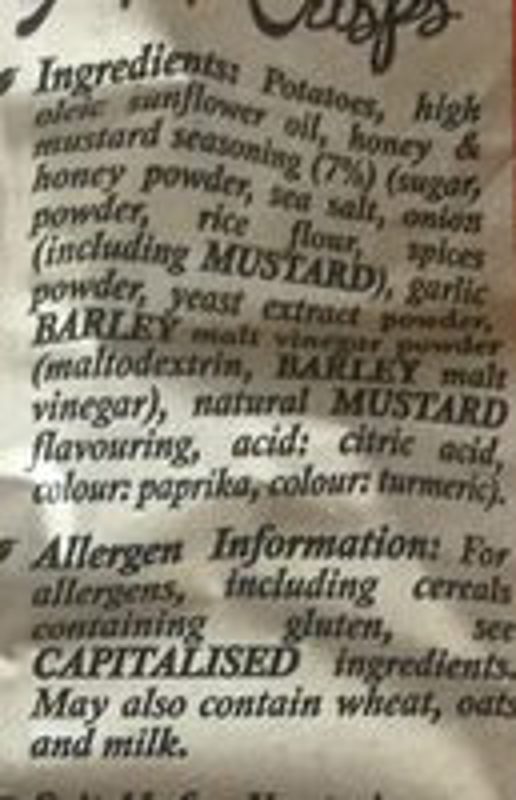 Crisps
Ingredients: Potatoes, high
oleic sunflower oil, honey &
mustard seasoning (7%) (sugar,
honey powder, sea salt, onion
powder, rice flour, spices
(including MUSTARD), garlic
powder, yeast extract powder,
BARLEY malt vinegar powder
(maltodextrin, BARLEY malt
vinegar), natural MUSTARD
flavouring, acid: citric acid,
colour: paprika, colour: turmeric).
Allergen Information: For
allergens, including cereals
containing gluten, see
CAPITALISED ingredients.
May also contain wheat, oats
and milk.